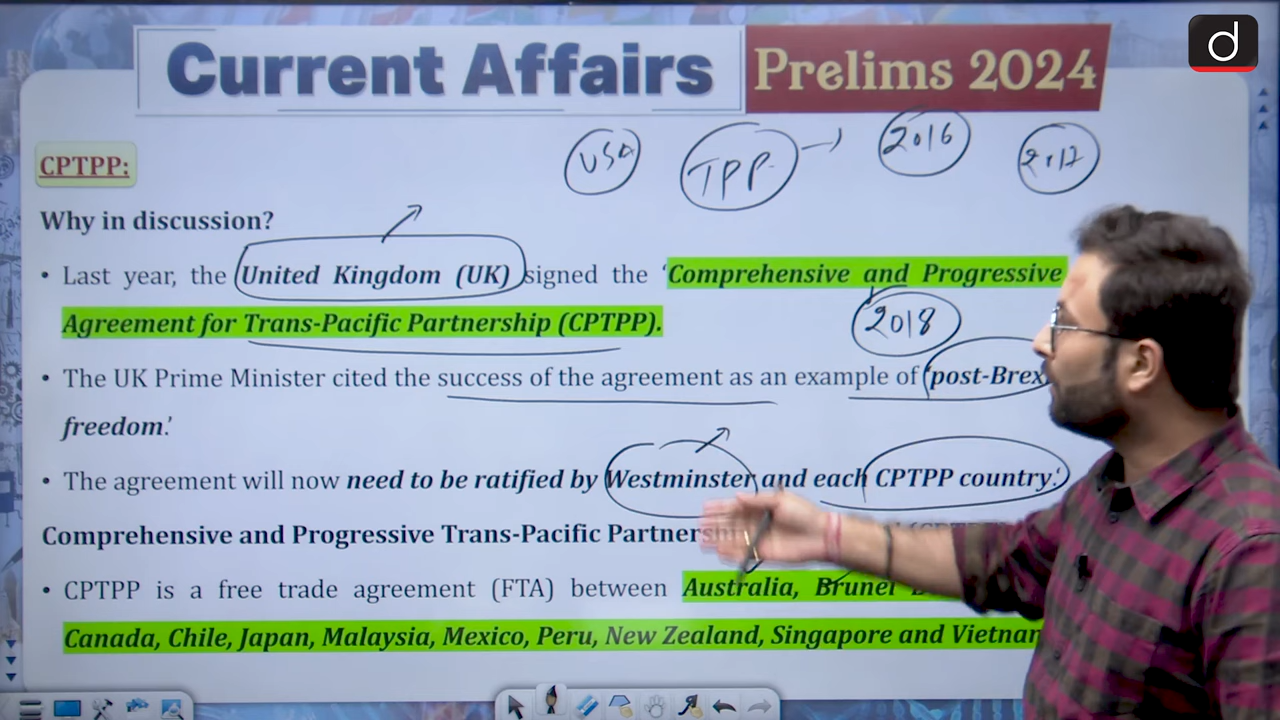 Current Affairs Prelims 2024
d
USA TPP 2016 2017
CPTPP:
Why in discussion?
• Last year, the United Kingdom (UK) signed the ‘Comprehensive and Progressive
Agreement for Trans-Pacific Partnership (CPTPP).
2018
• The UK Prime Minister cited the success of the agreement as an example of ‘post-Brex
freedom.’
• The agreement will now need to be ratified by Westminster and each CPTPP country.‘
Comprehensive and Progressive Trans-Pacific Partnersh
• CPTPP is a free trade agreement (FTA) between Australia, Brunei
Canada, Chile, Japan, Malaysia, Mexico, Peru, New Zealand, Singapore and Vietnam